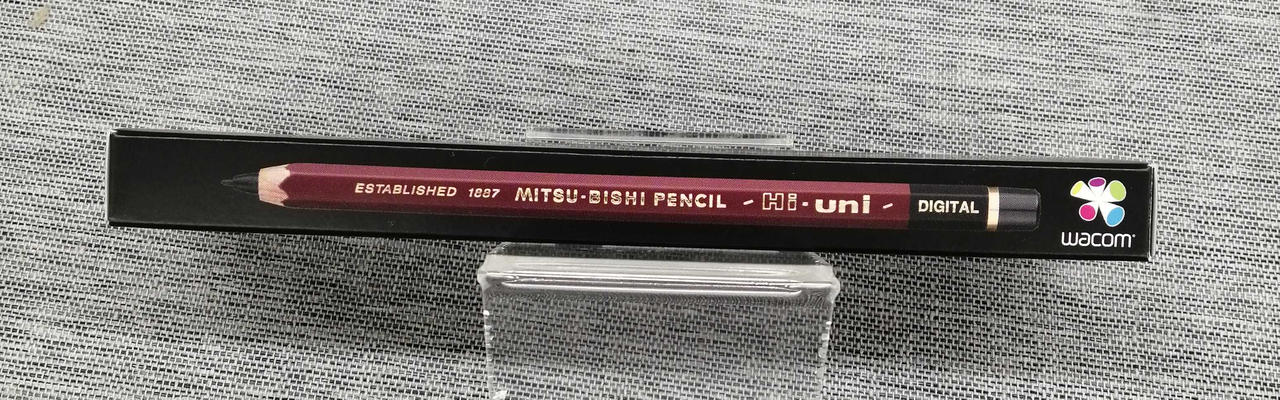 ESTABLISHED 1887 MITSU-BISHI PENCIL - Hi-uni - DIGITAL
wacom